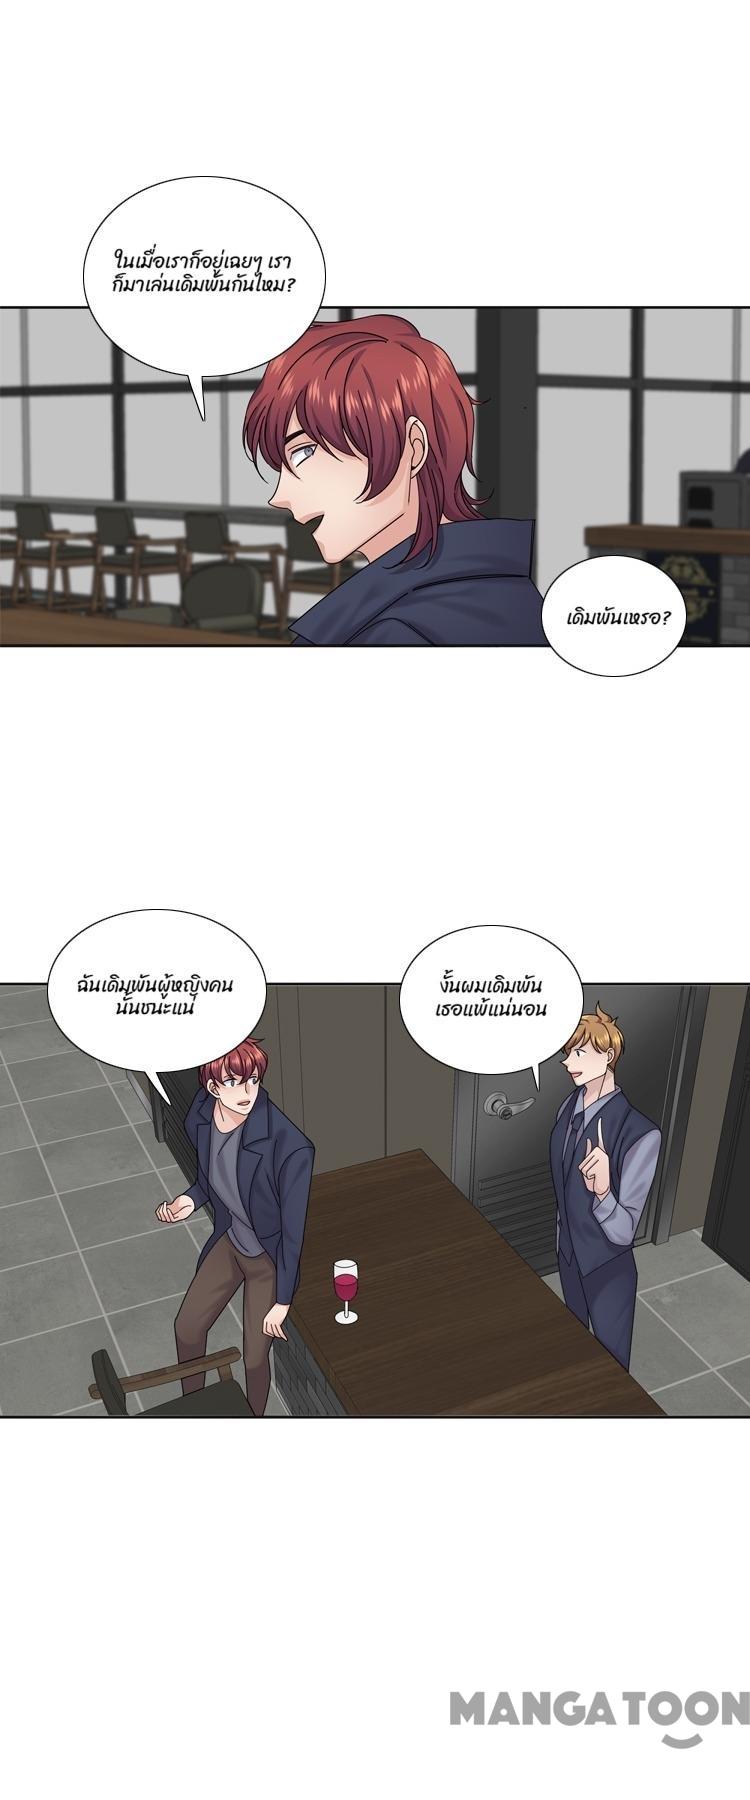 ในเมื่อเราก็อยู่เฉยๆ เรา
ก็มาเล่นเดิมพันกันไหม?
เดิมพันเหรอ?
ฉันเดิมพันผู้หญิงคน
นั้นชนะแน่
งั้นผมเดิมพัน
เธอแพ้แน่นอน
MANGATOON